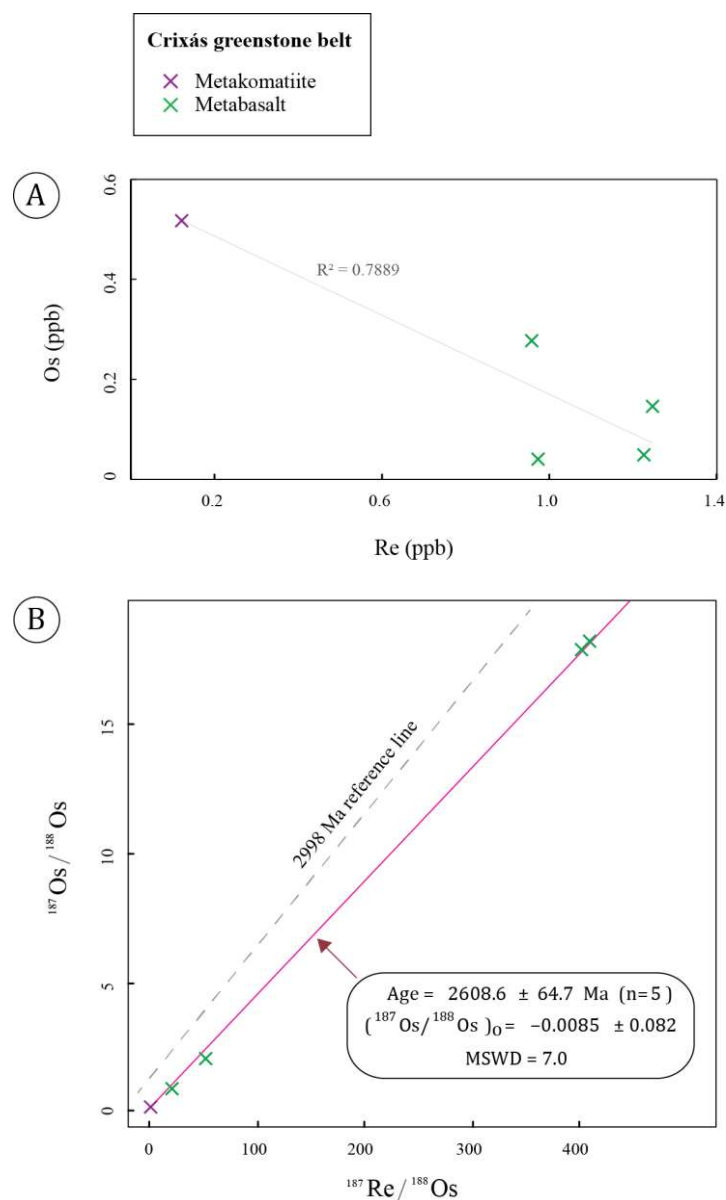 Crixás greenstone belt
Metakomatiite
Metabasalt
A
0.6
0.4
0.2
0
Os (ppb)
R² = 0.7889
0.2
0.6
1.0
1.4
Re (ppb)
B
15
10
5
0
¹⁸⁷Os / ¹⁸⁸Os
2998 Ma reference line
Age = 2608.6 ± 64.7 Ma (n=5)
(¹⁸⁷Os/¹⁸⁸Os)₀= −0.0085 ± 0.082
MSWD = 7.0
0
100
200
300
400
¹⁸⁷Re / ¹⁸⁸Os